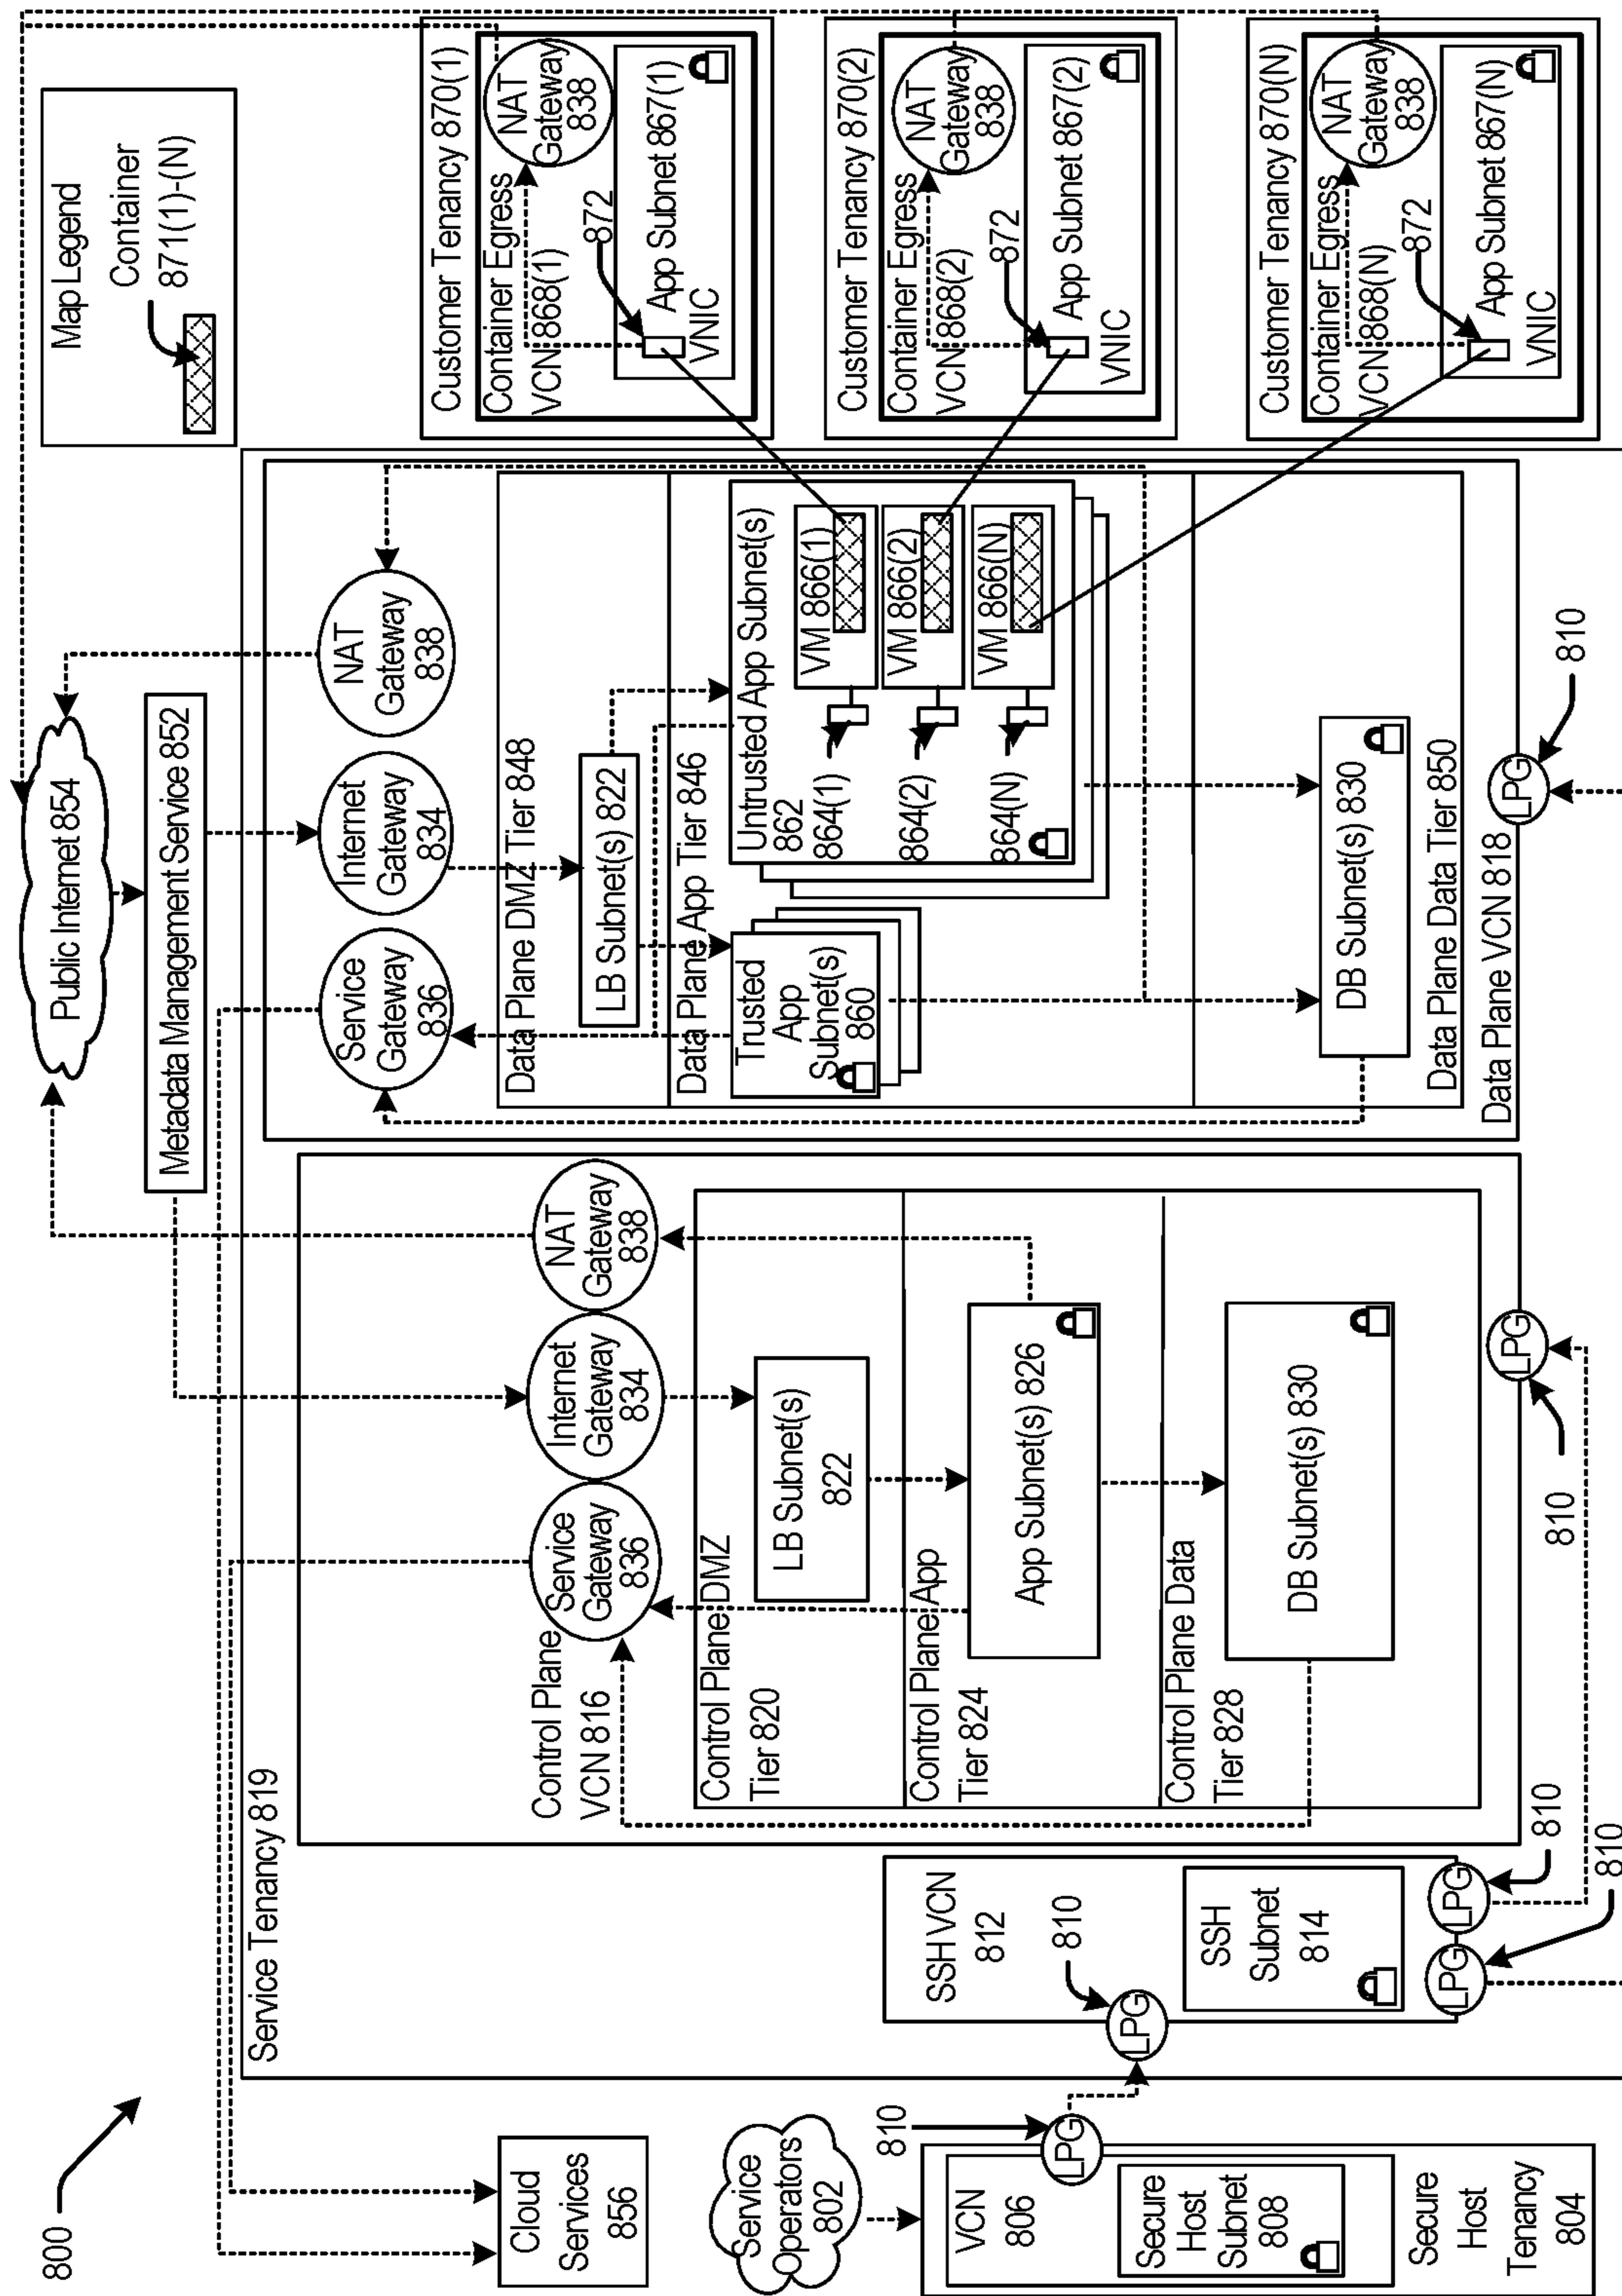 800
Public Internet 854
Metadata Management Service 852
Map Legend
Container
871(1)-(N)
Cloud
Services
856
Service
Operators
802
810
LPG
VCN
806
Secure
Host
Subnet
808
Secure
Host
Tenancy
804
Service Tenancy 819
SSH VCN
812
810
LPG
SSH
Subnet
814
LPG
LPG
810
810
Control Plane
VCN 816
Service
Gateway
836
Internet
Gateway
834
NAT
Gateway
838
Control Plane DMZ
Tier 820
LB Subnet(s)
822
Control Plane App
Tier 824
App Subnet(s) 826
Control Plane Data
Tier 828
DB Subnet(s) 830
LPG
810
Service
Gateway
836
Internet
Gateway
834
NAT
Gateway
838
Data Plane DMZ Tier 848
LB Subnet(s) 822
Data Plane App Tier 846
Trusted
App
Subnet(s)
860
Untrusted App Subnet(s)
862
864(1)
VM 866(1)
864(2)
VM 866(2)
864(N)
VM 866(N)
DB Subnet(s) 830
Data Plane Data Tier 850
Data Plane VCN 818
LPG
810
Customer Tenancy 870(1)
Container Egress
VCN 868(1)
NAT
Gateway
838
872
App Subnet 867(1)
VNIC
Customer Tenancy 870(2)
Container Egress
VCN 868(2)
NAT
Gateway
838
872
App Subnet 867(2)
VNIC
Customer Tenancy 870(N)
Container Egress
VCN 868(N)
NAT
Gateway
838
872
App Subnet 867(N)
VNIC